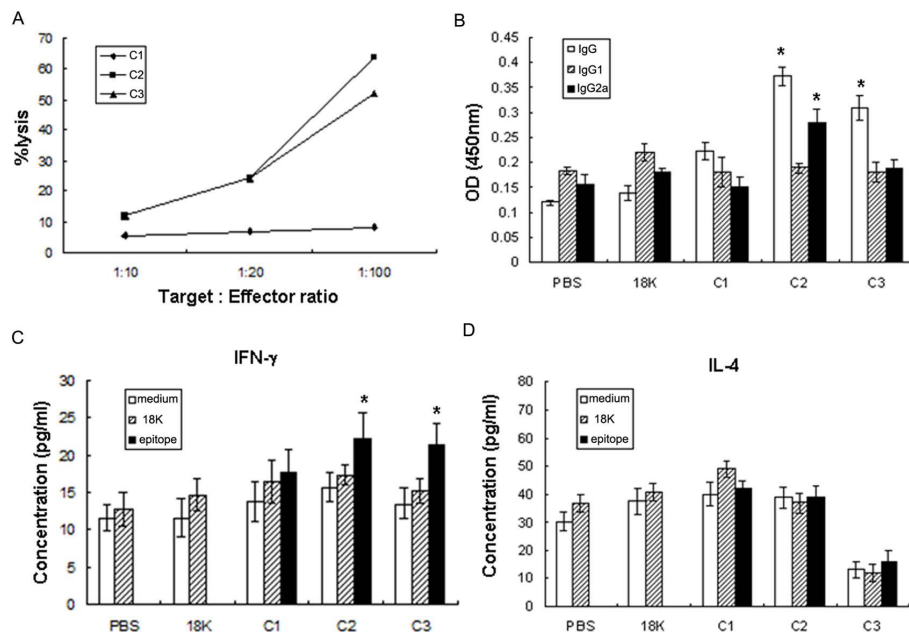 A
70
60
50
40
30
20
10
0
%lysis
C1
C2
C3
1:10 1:20 1:100
Target : Effector ratio
B
0.45
0.4
0.35
0.3
0.25
0.2
0.15
0.1
0.05
0
OD (450nm)
IgG
IgG1
IgG2a
* * *
PBS 18K C1 C2 C3
C
IFN-γ
30
25
20
15
10
5
0
Concentration (pg/ml)
medium
18K
epitope
* *
PBS 18K C1 C2 C3
D
IL-4
80
70
60
50
40
30
20
10
0
Concentration (pg/ml)
medium
18K
epitope
PBS 18K C1 C2 C3